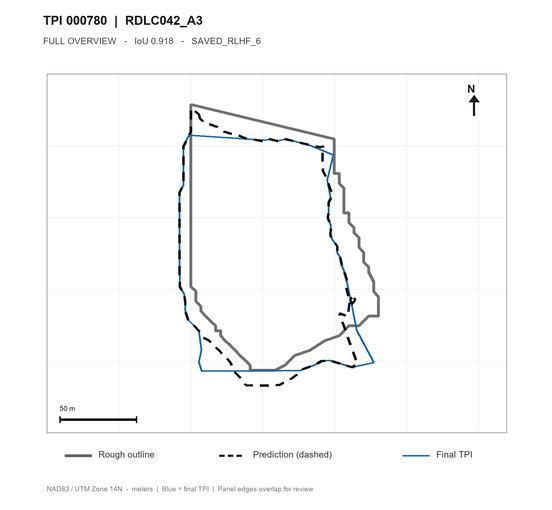 TPI 000780 | RDLC042_A3
FULL OVERVIEW - IoU 0.918 - SAVED_RLHF_6
N
50 m
Rough outline
Prediction (dashed)
Final TPI
NAD83 / UTM Zone 14N - meters | Blue = final TPI | Panel edges overlap for review